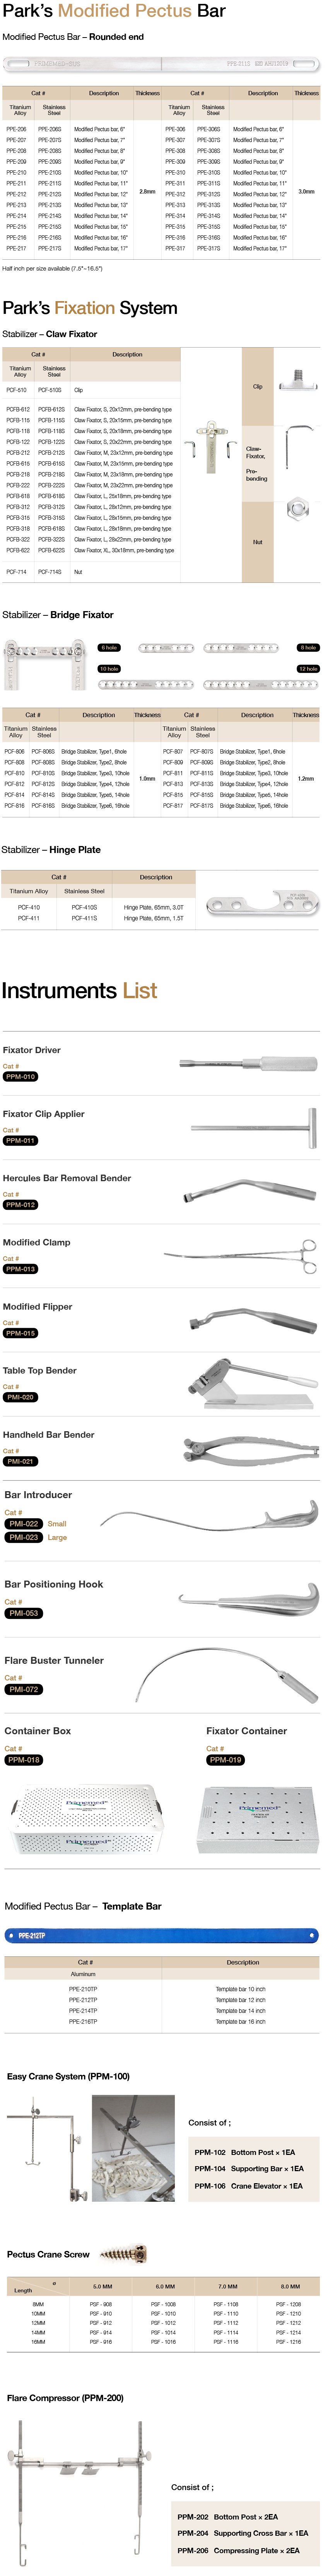 Park's Modified Pectus Bar
Modified Pectus Bar – Rounded end
Cat # Description Thickness Cat # Description Thickness
Titanium Alloy Stainless Steel Titanium Alloy Stainless Steel
PPE-206 PPE-206S Modified Pectus bar, 6" PPE-306 PPE-306S Modified Pectus bar, 6"
PPE-207 PPE-207S Modified Pectus bar, 7" PPE-307 PPE-307S Modified Pectus bar, 7"
PPE-208 PPE-208S Modified Pectus bar, 8" PPE-308 PPE-308S Modified Pectus bar, 8"
PPE-209 PPE-209S Modified Pectus bar, 9" PPE-309 PPE-309S Modified Pectus bar, 9"
PPE-210 PPE-210S Modified Pectus bar, 10" PPE-310 PPE-310S Modified Pectus bar, 10"
PPE-211 PPE-211S Modified Pectus bar, 11" PPE-311 PPE-311S Modified Pectus bar, 11"
PPE-212 PPE-212S Modified Pectus bar, 12" 2.8mm PPE-312 PPE-312S Modified Pectus bar, 12" 3.0mm
PPE-213 PPE-213S Modified Pectus bar, 13" PPE-313 PPE-313S Modified Pectus bar, 13"
PPE-214 PPE-214S Modified Pectus bar, 14" PPE-314 PPE-314S Modified Pectus bar, 14"
PPE-215 PPE-215S Modified Pectus bar, 15" PPE-315 PPE-315S Modified Pectus bar, 15"
PPE-216 PPE-216S Modified Pectus bar, 16" PPE-316 PPE-316S Modified Pectus bar, 16"
PPE-217 PPE-217S Modified Pectus bar, 17" PPE-317 PPE-317S Modified Pectus bar, 17"
Half inch per size available (7.5"~16.5")
Park's Fixation System
Stabilizer – Claw Fixator
Cat # Description
Titanium Alloy Stainless Steel
PCF-510 PCF-510S Clip
PCFB-612 PCFB-612S Claw Fixator, S, 20x12mm, pre-bending type
PCFB-115 PCFB-115S Claw Fixator, S, 20x15mm, pre-bending type
PCFB-118 PCFB-118S Claw Fixator, S, 20x18mm, pre-bending type
PCFB-122 PCFB-122S Claw Fixator, S, 20x22mm, pre-bending type
PCFB-212 PCFB-212S Claw Fixator, M, 23x12mm, pre-bending type
PCFB-615 PCFB-615S Claw Fixator, M, 23x15mm, pre-bending type
PCFB-218 PCFB-218S Claw Fixator, M, 23x18mm, pre-bending type
PCFB-222 PCFB-222S Claw Fixator, M, 23x22mm, pre-bending type
PCFB-618 PCFB-618S Claw Fixator, L, 25x18mm, pre-bending type
PCFB-312 PCFB-312S Claw Fixator, L, 28x12mm, pre-bending type
PCFB-315 PCFB-315S Claw Fixator, L, 28x15mm, pre-bending type
PCFB-318 PCFB-318S Claw Fixator, L, 28x18mm, pre-bending type
PCFB-322 PCFB-322S Claw Fixator, L, 28x22mm, pre-bending type
PCFB-622 PCFB-622S Claw Fixator, XL, 30x18mm, pre-bending type
PCF-714 PCF-714S Nut
Clip
Claw-
Fixator,
Pre-
bending
Nut
Stabilizer – Bridge Fixator
6 hole 8 hole
10 hole 12 hole
Cat # Description Thickness Cat # Description Thickness
Titanium Alloy Stainless Steel Titanium Alloy Stainless Steel
PCF-806 PCF-806S Bridge Stabilizer, Type1, 6hole PCF-807 PCF-807S Bridge Stabilizer, Type1, 6hole
PCF-808 PCF-808S Bridge Stabilizer, Type2, 8hole PCF-809 PCF-809S Bridge Stabilizer, Type2, 8hole
PCF-810 PCF-810S Bridge Stabilizer, Type3, 10hole 1.0mm PCF-811 PCF-811S Bridge Stabilizer, Type3, 10hole 1.2mm
PCF-812 PCF-812S Bridge Stabilizer, Type4, 12hole PCF-813 PCF-813S Bridge Stabilizer, Type4, 12hole
PCF-814 PCF-814S Bridge Stabilizer, Type5, 14hole PCF-815 PCF-815S Bridge Stabilizer, Type5, 14hole
PCF-816 PCF-816S Bridge Stabilizer, Type6, 16hole PCF-817 PCF-817S Bridge Stabilizer, Type6, 16hole
Stabilizer – Hinge Plate
Cat # Description
Titanium Alloy Stainless Steel
PCF-410 PCF-410S Hinge Plate, 65mm, 3.0T
PCF-411 PCF-411S Hinge Plate, 65mm, 1.5T
Instruments List
Fixator Driver
Cat #
PPM-010
Fixator Clip Applier
Cat #
PPM-011
Hercules Bar Removal Bender
Cat #
PPM-012
Modified Clamp
Cat #
PPM-013
Modified Flipper
Cat #
PPM-015
Table Top Bender
Cat #
PMI-020
Handheld Bar Bender
Cat #
PMI-021
Bar Introducer
Cat #
PMI-022 Small
PMI-023 Large
Bar Positioning Hook
Cat #
PMI-053
Flare Buster Tunneler
Cat #
PMI-072
Container Box Fixator Container
Cat # Cat #
PPM-018 PPM-019
Primemed Primemed
Modified Pectus Bar – Template Bar
PPE-212TP
Cat # Description
Aluminum
PPE-210TP Template bar 10 inch
PPE-212TP Template bar 12 inch
PPE-214TP Template bar 14 inch
PPE-216TP Template bar 16 inch
Easy Crane System (PPM-100)
Consist of ;
PPM-102 Bottom Post × 1EA
PPM-104 Supporting Bar × 1EA
PPM-106 Crane Elevator × 1EA
Pectus Crane Screw
ø Length 5.0 MM 6.0 MM 7.0 MM 8.0 MM
8MM PSF - 908 PSF - 1008 PSF - 1108 PSF - 1208
10MM PSF - 910 PSF - 1010 PSF - 1110 PSF - 1210
12MM PSF - 912 PSF - 1012 PSF - 1112 PSF - 1212
14MM PSF - 914 PSF - 1014 PSF - 1114 PSF - 1214
16MM PSF - 916 PSF - 1016 PSF - 1116 PSF - 1216
Flare Compressor (PPM-200)
Consist of ;
PPM-202 Bottom Post × 2EA
PPM-204 Supporting Cross Bar × 1EA
PPM-206 Compressing Plate × 2EA